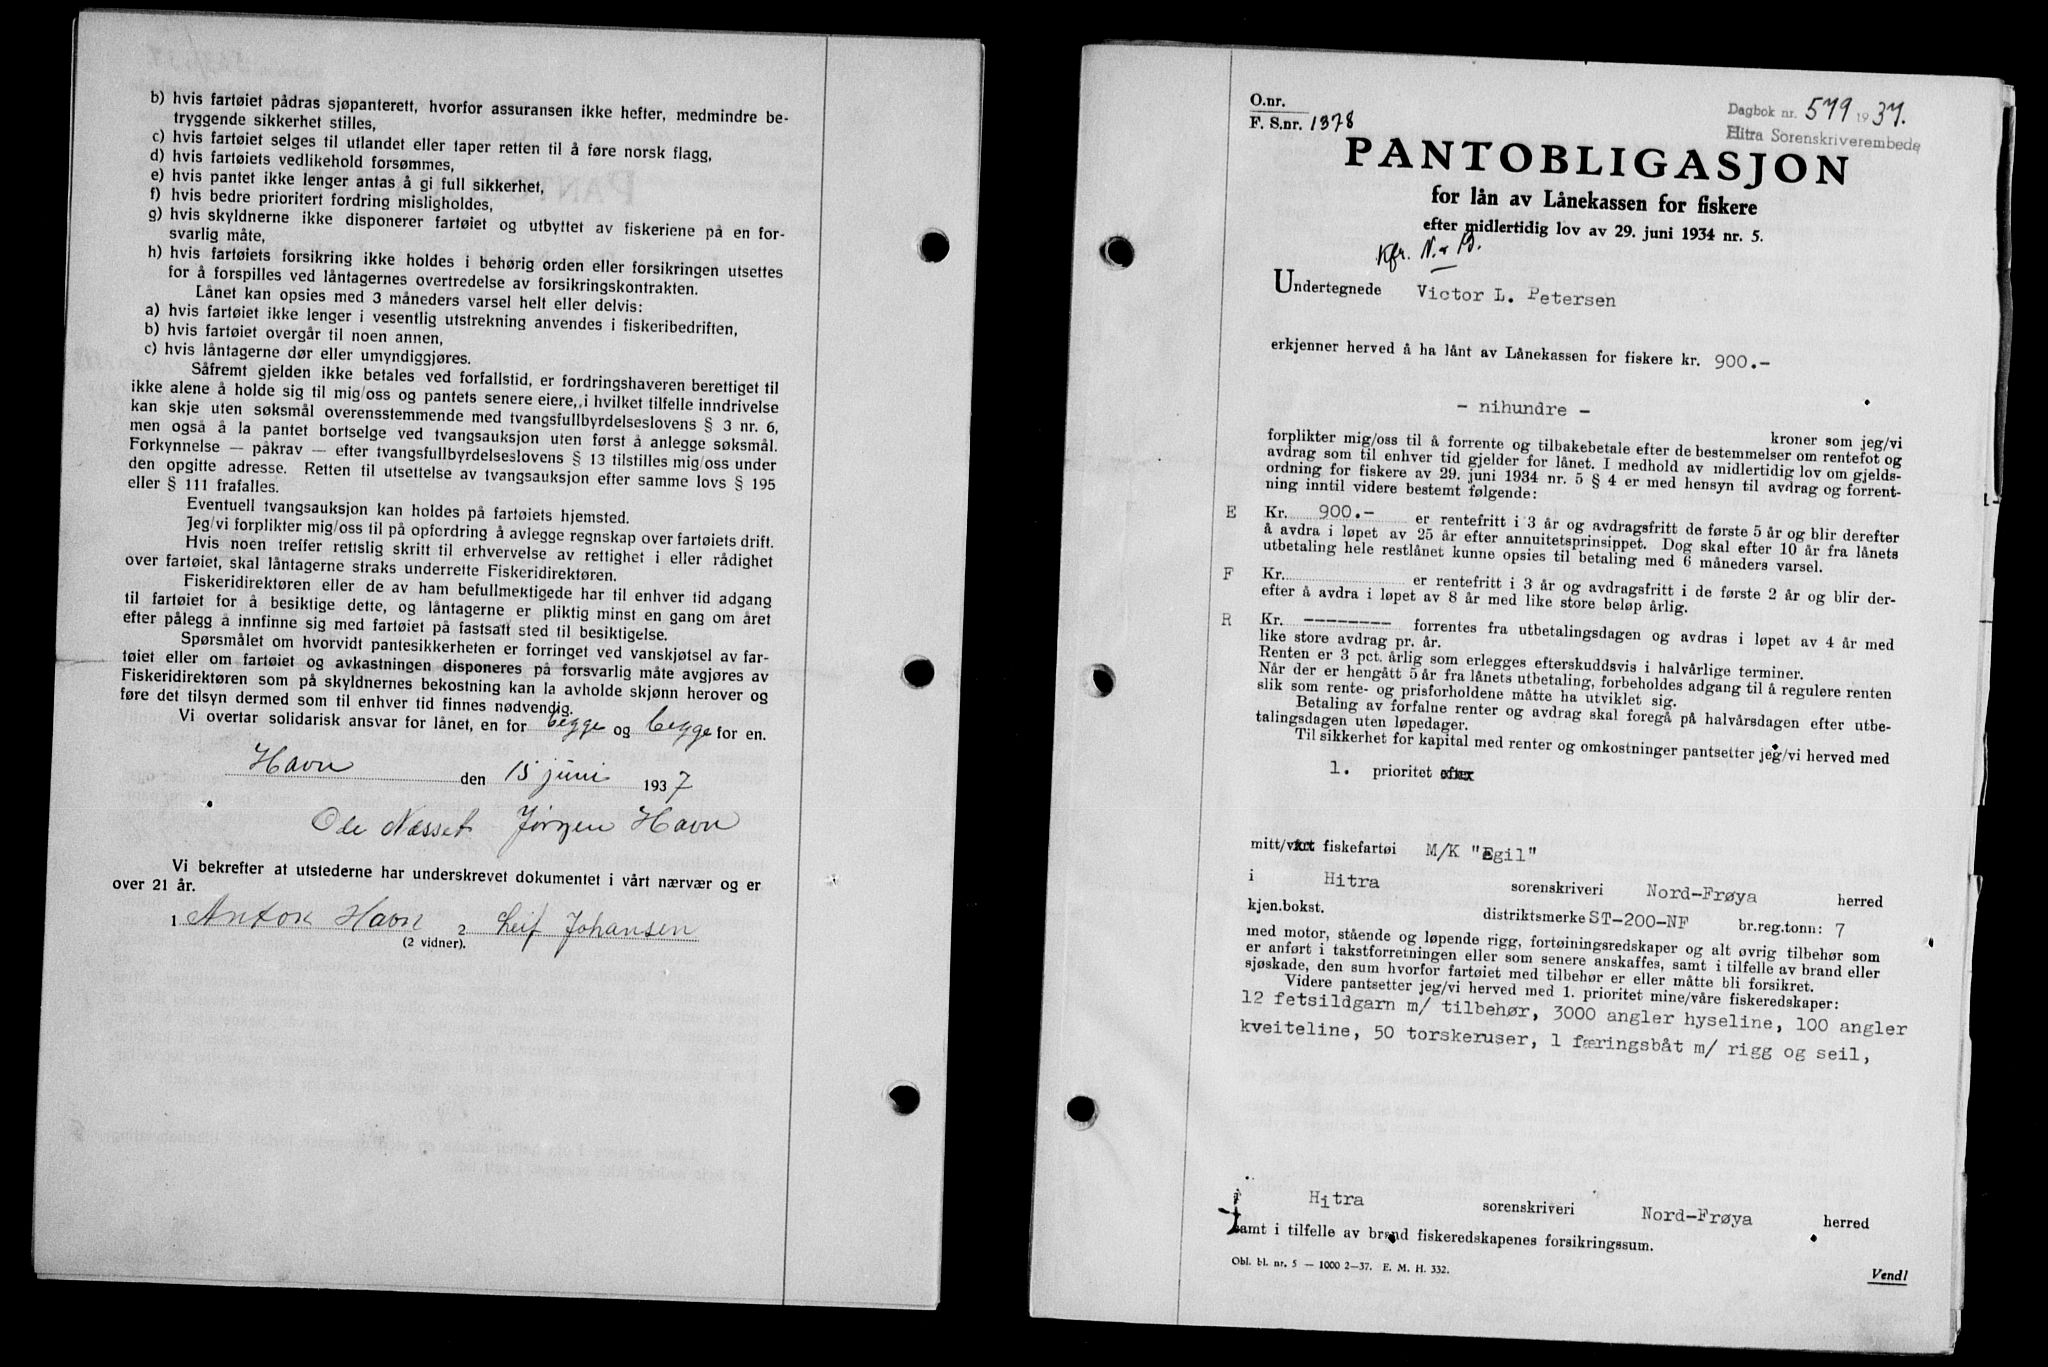 b) hvis fartøiet pådras sjøpanterett, hvorfor assuransen ikke hefter, medmindre be-
tryggende sikkerhet stilles,
c) hvis fartøiet selges til utlandet eller taper retten til å føre norsk flagg,
d) hvis fartøiets vedlikehold forsømmes,
e) hvis pantet ikke lenger antas å gi full sikkerhet,
f) hvis bedre prioritert fordring misligholdes,
g) hvis skyldnerne ikke disponerer fartøiet og utbyttet av fiskeriene på en for-
svarlig måte,
h) hvis fartøiets forsikring ikke holdes i behørig orden eller forsikringen utsettes
for å forspilles ved låntagernes overtredelse av forsikringskontrakten.
Lånet kan opsies med 3 måneders varsel helt eller delvis:
a) hvis fartøiet ikke lenger i vesentlig utstrekning anvendes i fiskeribedriften,
b) hvis fartøiet overgår til noen annen,
c) hvis låntagerne dør eller umyndiggjøres.
Såfremt gjelden ikke betales ved forfallstid, er fordringshaveren berettiget til
ikke alene å holde sig til mig/oss og pantets senere eiere, i hvilket tilfelle inndrivelse
kan skje uten søksmål overensstemmende med tvangsfullbyrdelseslovens § 3 nr. 6,
men også å la pantet bortselge ved tvangsauksjon uten først å anlegge søksmål.
Forkynnelse — påkrav — efter tvangsfullbyrdelseslovens § 13 tilstilles mig/oss under
den opgitte adresse. Retten til utsettelse av tvangsauksjon efter samme lovs § 195
eller § 111 frafalles.
Eventuell tvangsauksjon kan holdes på fartøiets hjemsted.
Jeg/vi forplikter mig/oss til på opfordring å avlegge regnskap over fartøiets drift.
Hvis noen treffer rettslig skritt til erhvervelse av rettighet i eller rådighet
over fartøiet, skal låntagerne straks underrette Fiskeridirektøren.
Fiskeridirektøren eller de av ham befullmektigede har til enhver tid adgang
til fartøiet for å besiktige dette, og låntagerne er pliktig minst en gang om året
efter pålegg å innfinne sig med fartøiet på fastsatt sted til besiktigelse.
Spørsmålet om hvorvidt pantesikkerheten er forringet ved vanskjøtsel av far-
tøiet eller om fartøiet og avkastningen disponeres på forsvarlig måte avgjøres av
Fiskeridirektøren som på skyldnernes bekostning kan la avholde skjønn herover og
føre det tilsyn dermed som til enhver tid finnes nødvendig.
Vi overtar solidarisk ansvar for lånet, en for begge og begge for en.
Havn den 15 juni 1937
Ole Næsset Jørgen Havn
Vi bekrefter at utstederne har underskrevet dokumentet i vårt nærvær og er
over 21 år.
1 Anton Havn 2 Leif Johansen
(2 vidner).
O.nr.
F. S.nr. 1378
Dagbok nr. 579 1937.
Hitra Sorenskriverembede
PANTOBLIGASJON
for lån av Lånekassen for fiskere
efter midlertidig lov av 29. juni 1934 nr. 5.
Kfr.
Undertegnede Victor L. Petersen
erkjenner herved å ha lånt av Lånekassen for fiskere kr. 900.-
- nihundre -
kroner som jeg/vi
forplikter mig/oss til å forrente og tilbakebetale efter de bestemmelser om rentefot og
avdrag som til enhver tid gjelder for lånet. I medhold av midlertidig lov om gjelds-
ordning for fiskere av 29. juni 1934 nr. 5 § 4 er med hensyn til avdrag og forrent-
ning inntil videre bestemt følgende:
E Kr. 900.- er rentefritt i 3 år og avdragsfritt de første 5 år og blir derefter
å avdra i løpet av 25 år efter annuitetsprinsippet. Dog skal efter 10 år fra lånets
utbetaling hele restlånet kunne opsies til betaling med 6 måneders varsel.
F Kr. er rentefritt i 3 år og avdragsfritt i de første 2 år og blir der-
efter å avdra i løpet av 8 år med like store beløp årlig.
R Kr. --------- forrentes fra utbetalingsdagen og avdras i løpet av 4 år med
like store avdrag pr. år.
Renten er 3 pct. årlig som erlegges efterskuddsvis i halvårlige terminer.
Når der er hengått 5 år fra lånets utbetaling, forbeholdes adgang til å regulere renten
slik som rente- og prisforholdene måtte ha utviklet sig.
Betaling av forfalne renter og avdrag skal foregå på halvårsdagen efter utbe-
talingsdagen uten løpedager.
Til sikkerhet for kapital med renter og omkostninger pantsetter jeg/vi herved med
1. prioritet efter
mitt/vårt fiskefartøi M/K "Egil"
i Hitra sorenskriveri Nord-Frøya herred
kjen.bokst. distriktsmerke ST-200-NF br.reg.tonn: 7
med motor, stående og løpende rigg, fortøiningsredskaper og alt øvrig tilbehør som
er anført i takstforretningen eller som senere anskaffes, samt i tilfelle av brand eller
sjøskade, den sum hvorfor fartøiet med tilbehør er eller måtte bli forsikret.
Videre pantsetter jeg/vi herved med 1. prioritet mine/våre fiskeredskaper:
12 fetsildgarn m/ tilbehør, 3000 angler hyseline, 100 angler
kveiteline, 50 torskeruser, 1 færingsbåt m/ rigg og seil,
i Hitra sorenskriveri Nord-Frøya herred
samt i tilfelle av brand fiskeredskapenes forsikringssum.
Obl. bl. nr. 5 — 1000 2—37. E. M. H. 332.
Vendl